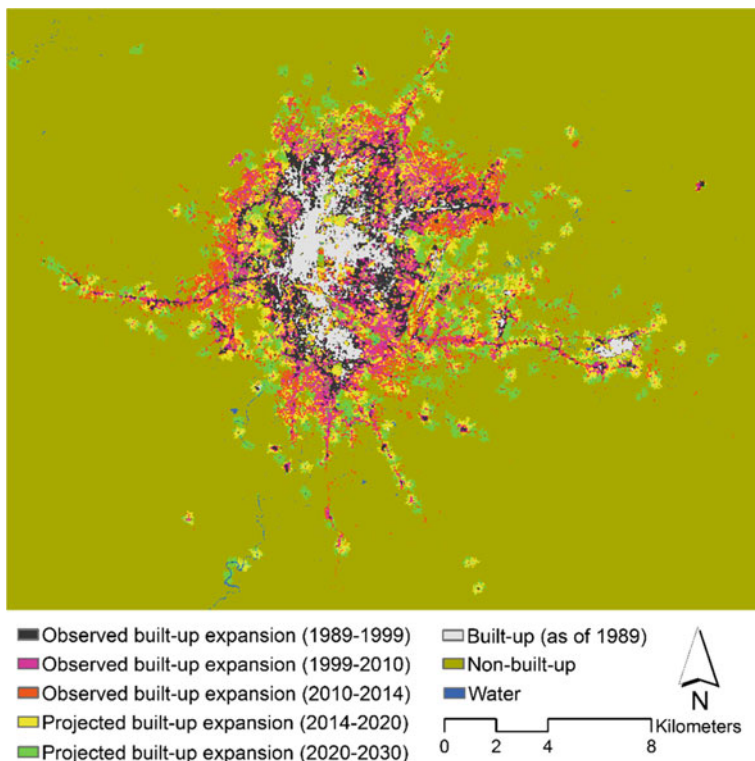 Observed built-up expansion (1989-1999)
Observed built-up expansion (1999-2010)
Observed built-up expansion (2010-2014)
Projected built-up expansion (2014-2020)
Projected built-up expansion (2020-2030)
Built-up (as of 1989)
Non-built-up
Water
N
Kilometers
0 2 4 8